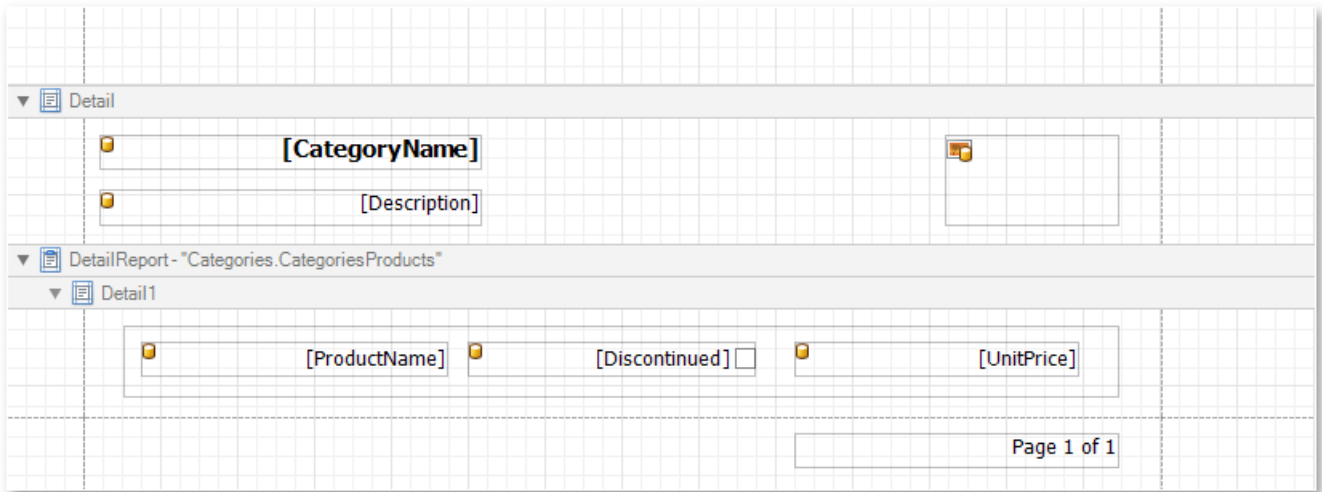 Detail
[CategoryName]
[Description]
DetailReport - "Categories.CategoriesProducts"
Detail1
[ProductName] [Discontinued] [UnitPrice]
Page 1 of 1